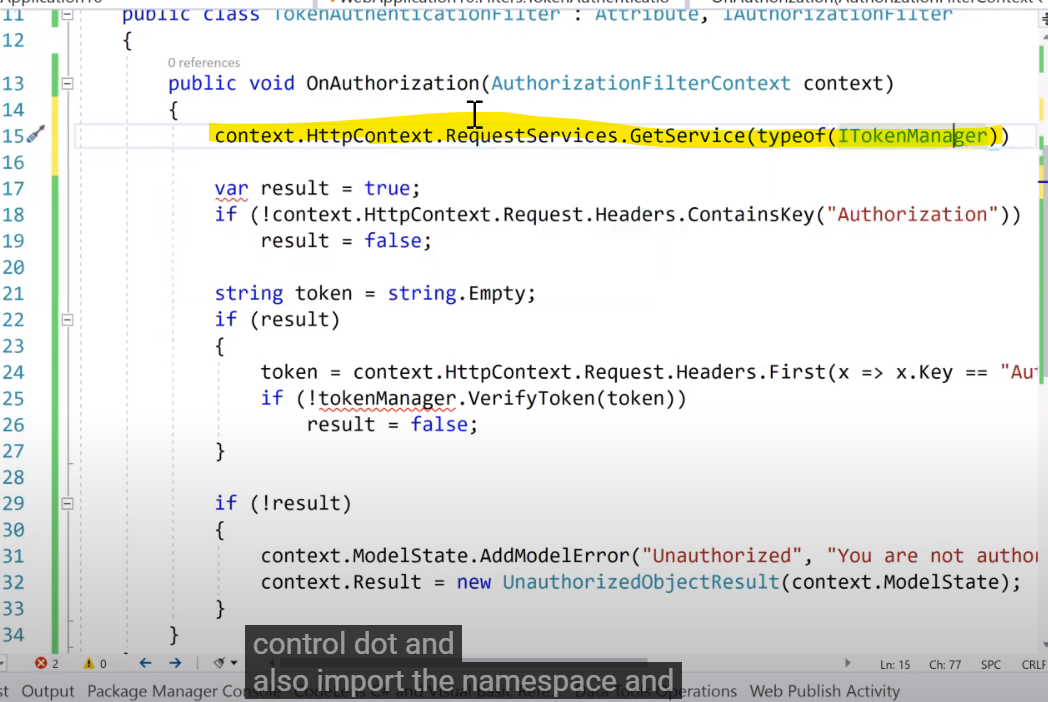 11 public class TokenAuthenticationFilter : Attribute, IAuthorizationFilter
12 {
0 references
13 public void OnAuthorization(AuthorizationFilterContext context)
14 {
15 context.HttpContext.RequestServices.GetService(typeof(ITokenManager))
16
17 var result = true;
18 if (!context.HttpContext.Request.Headers.ContainsKey("Authorization"))
19 result = false;
20
21 string token = string.Empty;
22 if (result)
23 {
24 token = context.HttpContext.Request.Headers.First(x => x.Key == "Au
25 if (!tokenManager.VerifyToken(token))
26 result = false;
27 }
28
29 if (!result)
30 {
31 context.ModelState.AddModelError("Unauthorized", "You are not author
32 context.Result = new UnauthorizedObjectResult(context.ModelState);
33 }
34 }
control dot and
also import the namespace and
2 0 Ln: 15 Ch: 77 SPC CRLF
st Output Package Manager Console Operations Web Publish Activity